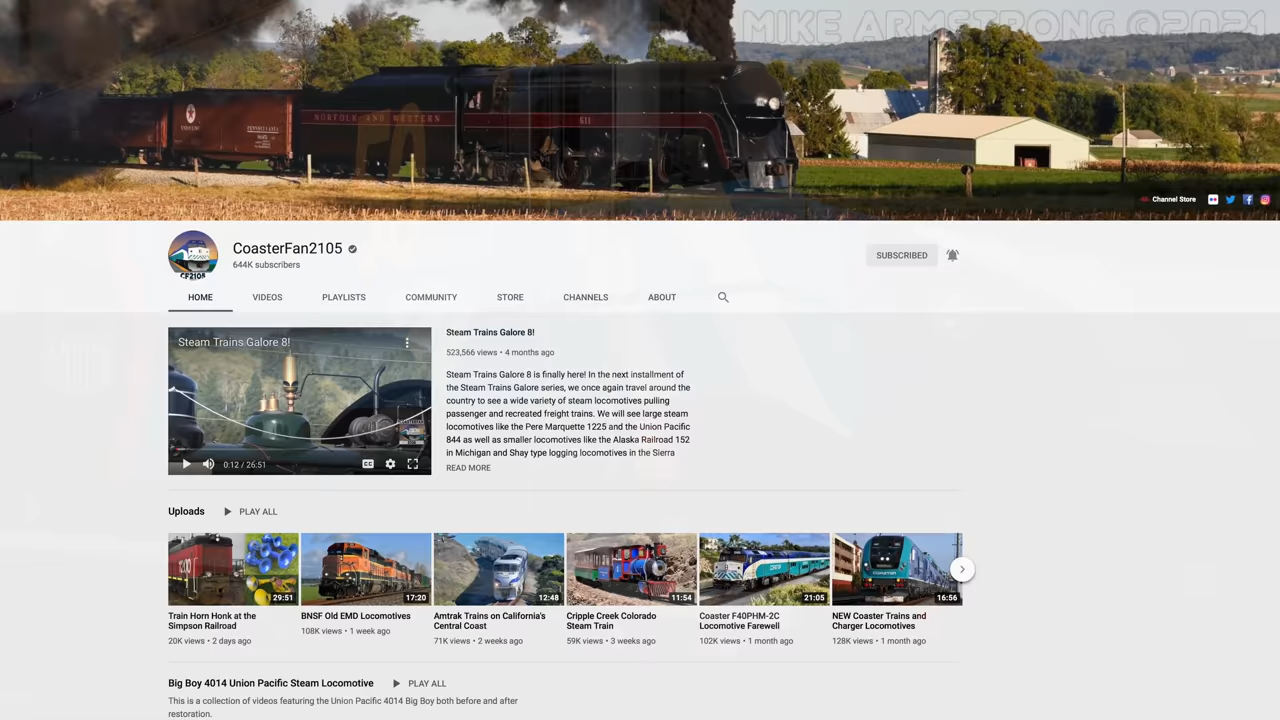 MIKE ARMSTRONG ©2021
NORFOLK AND WESTERN
611
Channel Store
CF2105
CoasterFan2105
644K subscribers
SUBSCRIBED
HOME
VIDEOS
PLAYLISTS
COMMUNITY
STORE
CHANNELS
ABOUT
Steam Trains Galore 8!
0:12 / 26:51
Steam Trains Galore 8!
523,566 views • 4 months ago
Steam Trains Galore 8 is finally here! In the next installment of
the Steam Trains Galore series, we once again travel around the
country to see a wide variety of steam locomotives pulling
passenger and recreated freight trains. We will see large steam
locomotives like the Pere Marquette 1225 and the Union Pacific
844 as well as smaller locomotives like the Alaska Railroad 152
in Michigan and Shay type logging locomotives in the Sierra
READ MORE
Uploads
PLAY ALL
29:51
17:20
12:48
11:54
21:05
16:56
Train Horn Honk at the
Simpson Railroad
20K views • 2 days ago
BNSF Old EMD Locomotives
108K views • 1 week ago
Amtrak Trains on California's
Central Coast
71K views • 2 weeks ago
Cripple Creek Colorado
Steam Train
59K views • 3 weeks ago
Coaster F40PHM-2C
Locomotive Farewell
102K views • 1 month ago
NEW Coaster Trains and
Charger Locomotives
128K views • 1 month ago
Big Boy 4014 Union Pacific Steam Locomotive
PLAY ALL
This is a collection of videos featuring the Union Pacific 4014 Big Boy both before and after
restoration.